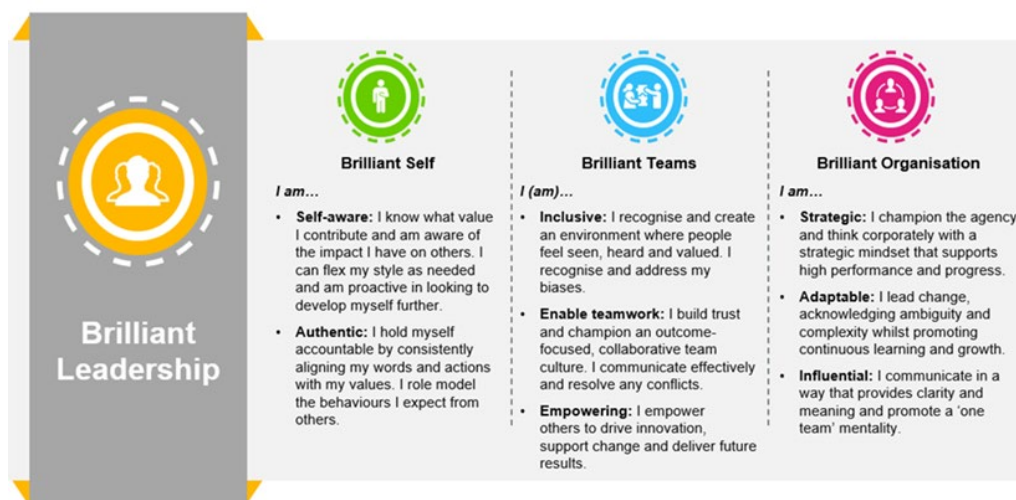 Brilliant
Leadership
Brilliant Self
I am…
• Self-aware: I know what value
I contribute and am aware of
the impact I have on others. I
can flex my style as needed
and am proactive in looking to
develop myself further.
• Authentic: I hold myself
accountable by consistently
aligning my words and actions
with my values. I role model
the behaviours I expect from
others.
Brilliant Teams
I (am)…
• Inclusive: I recognise and create
an environment where people
feel seen, heard and valued. I
recognise and address my
biases.
• Enable teamwork: I build trust
and champion an outcome-
focused, collaborative team
culture. I communicate effectively
and resolve any conflicts.
• Empowering: I empower
others to drive innovation,
support change and deliver future
results.
Brilliant Organisation
I am…
• Strategic: I champion the agency
and think corporately with a
strategic mindset that supports
high performance and progress.
• Adaptable: I lead change,
acknowledging ambiguity and
complexity whilst promoting
continuous learning and growth.
• Influential: I communicate in a
way that provides clarity and
meaning and promote a ‘one
team’ mentality.